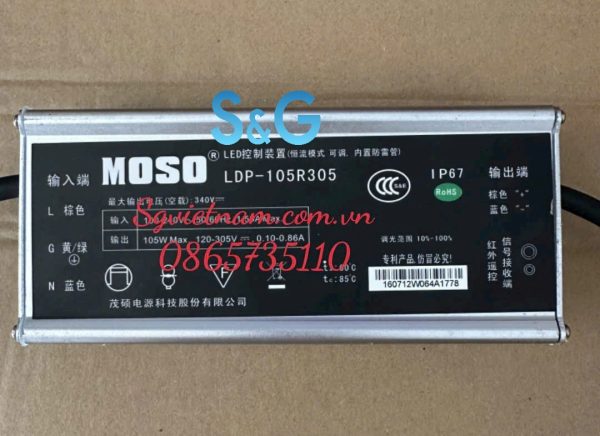 S&G
MOSO ® LED控制装置(恒流模式 可调, 内置防雷管)
LDP-105R305
输入端
L 棕色
G 黄/绿
N 蓝色
最大输出电压(空载): 340V⎓
输入
输出 105W Max. 120-305V⎓ 0.10-0.86A
Sguidtson.com.vn
0865735110
tc:85℃
茂硕电源科技股份有限公司
CCC S&E
IP67
RoHS
调光范围 10%-100%
专利产品, 仿冒必究!
160712W064A1778
输出端
棕色 "+"
蓝色 "-"
红外遥控
信号接收端